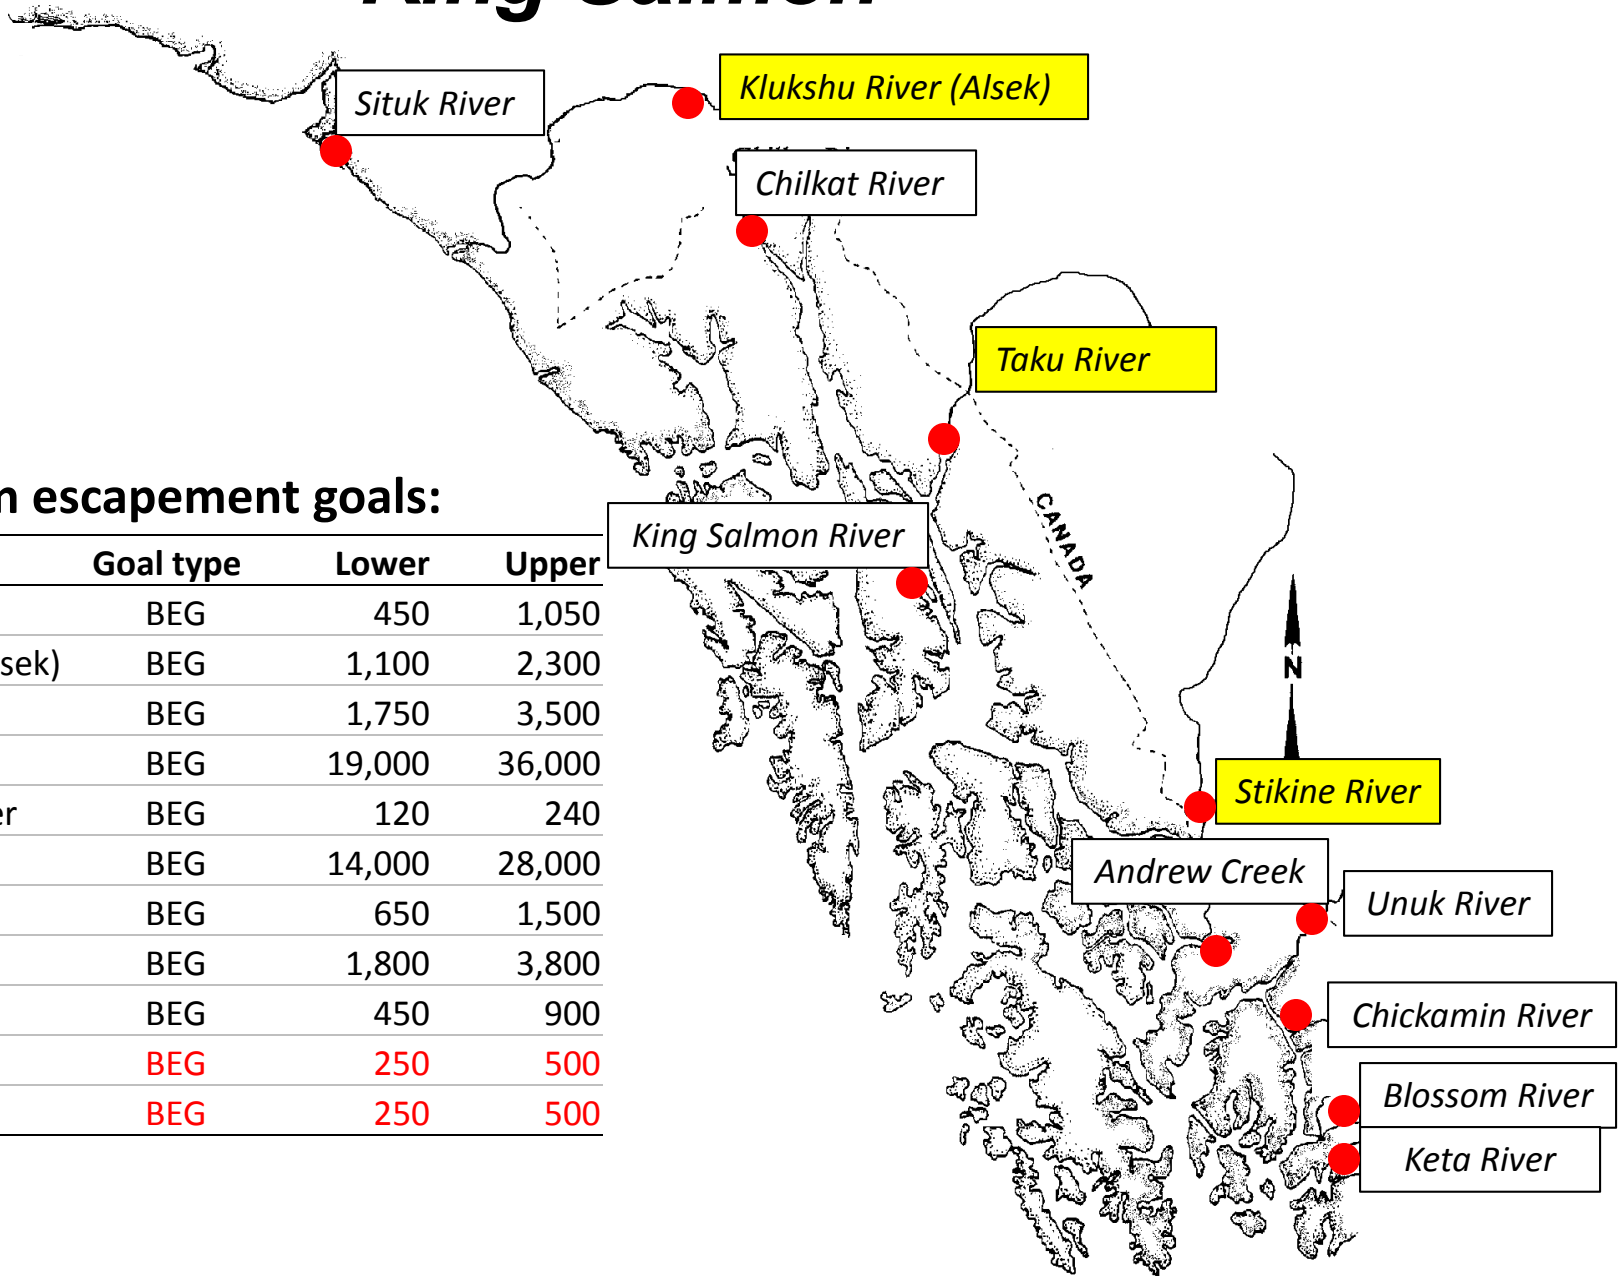 King Salmon
Situk River
Klukshu River (Alsek)
Chilkat River
Taku River
King Salmon River
CANADA
N
Stikine River
Andrew Creek
Unuk River
Chickamin River
Blossom River
Keta River
n escapement goals:
Goal type Lower Upper
BEG 450 1,050
sek) BEG 1,100 2,300
BEG 1,750 3,500
BEG 19,000 36,000
er BEG 120 240
BEG 14,000 28,000
BEG 650 1,500
BEG 1,800 3,800
BEG 450 900
BEG 250 500
BEG 250 500